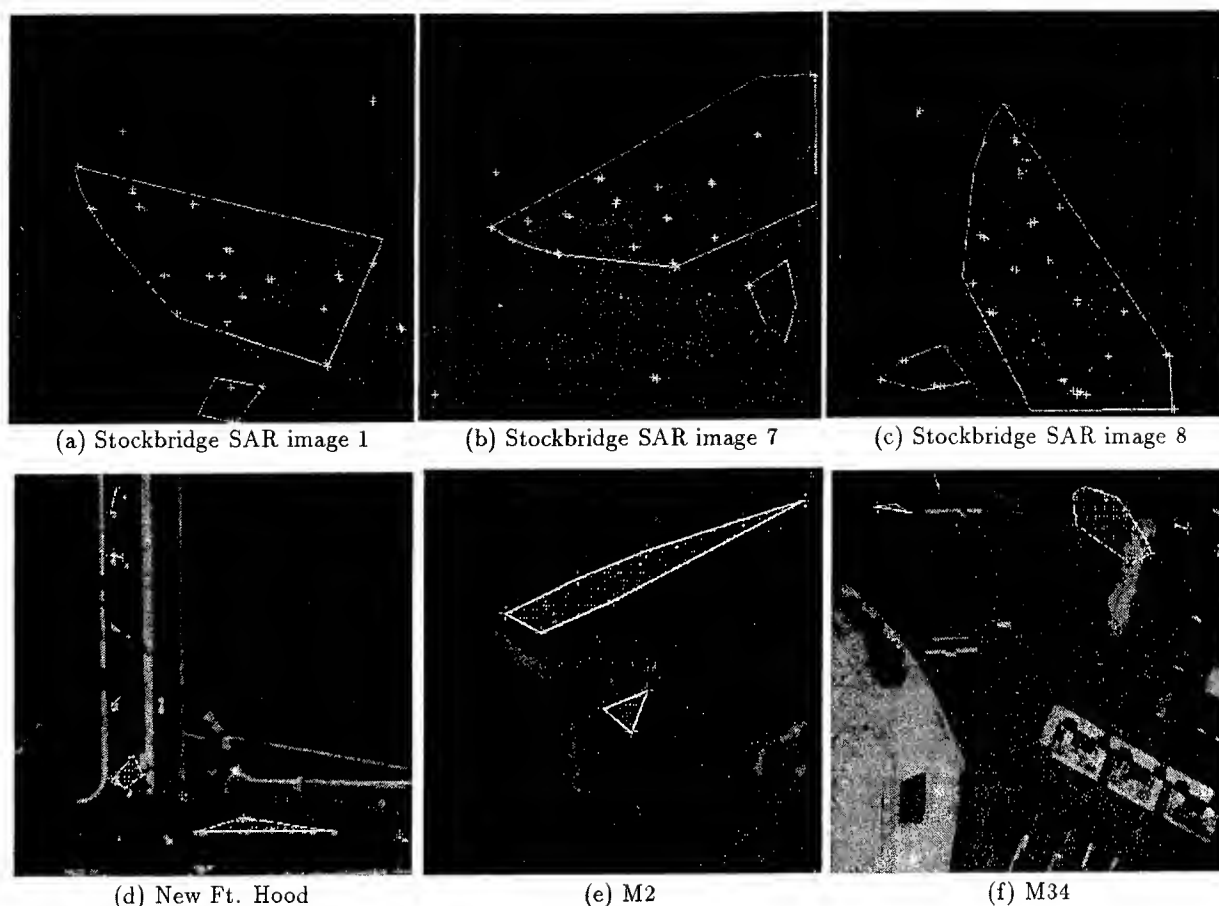 (a) Stockbridge SAR image 1
(b) Stockbridge SAR image 7
(c) Stockbridge SAR image 8
(d) New Ft. Hood
(e) M2
(f) M34